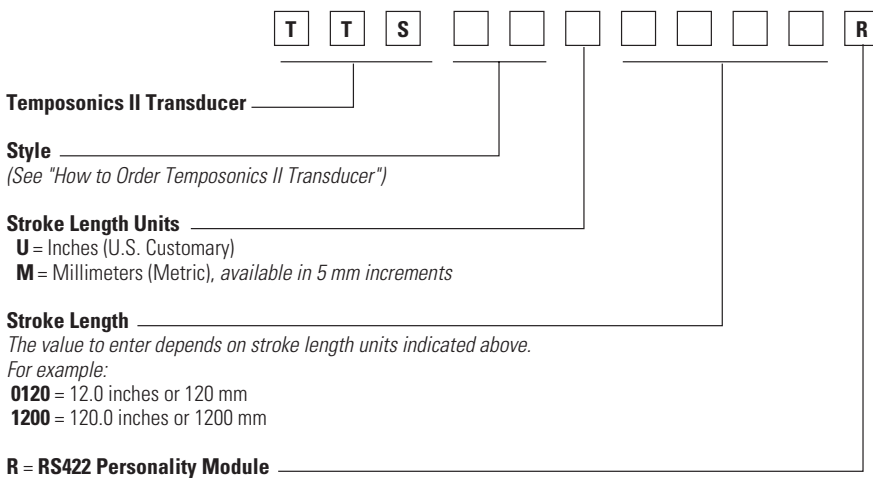 T T S R
Temposonics II Transducer
Style
(See "How to Order Temposonics II Transducer")
Stroke Length Units
U = Inches (U.S. Customary)
M = Millimeters (Metric), available in 5 mm increments
Stroke Length
The value to enter depends on stroke length units indicated above.
For example:
0120 = 12.0 inches or 120 mm
1200 = 120.0 inches or 1200 mm
R = RS422 Personality Module